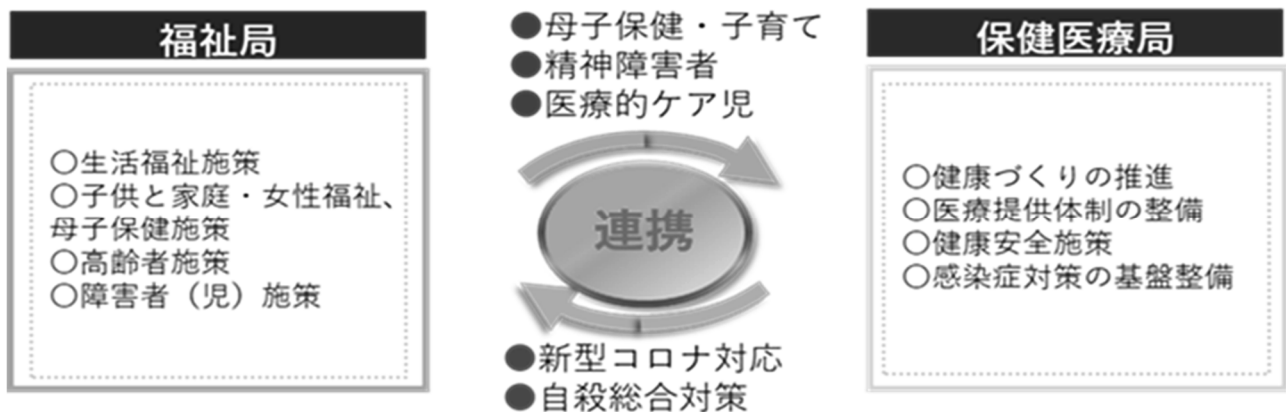 福祉局
○生活福祉施策
○子供と家庭・女性福祉、
母子保健施策
○高齢者施策
○障害者（児）施策
●母子保健・子育て
●精神障害者
●医療的ケア児
連携
●新型コロナ対応
●自殺総合対策
保健医療局
○健康づくりの推進
○医療提供体制の整備
○健康安全施策
○感染症対策の基盤整備